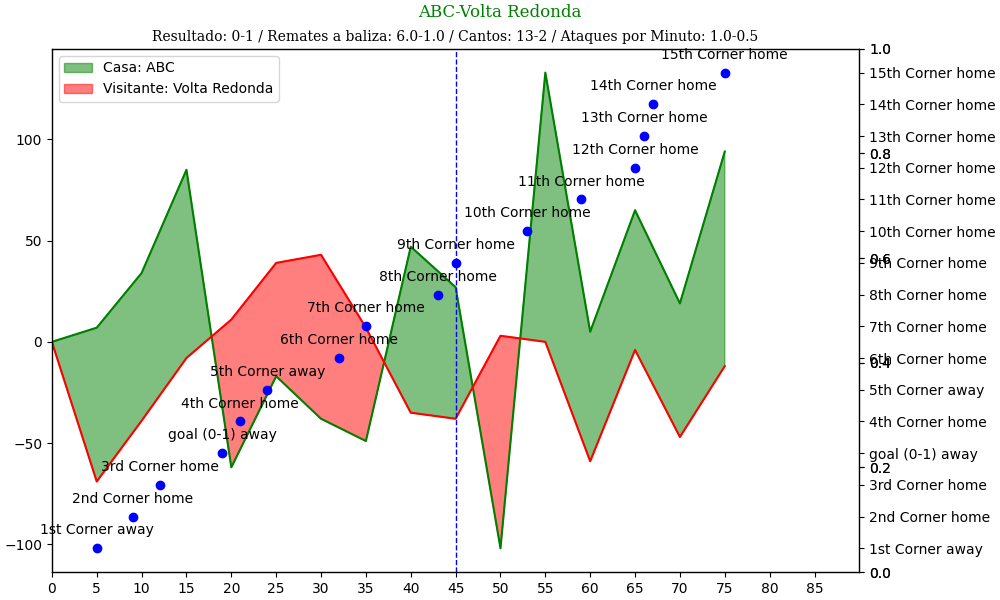 ABC-Volta Redonda
Resultado: 0-1 / Remates a baliza: 6.0-1.0 / Cantos: 13-2 / Ataques por Minuto: 1.0-0.5
Casa: ABC
Visitante: Volta Redonda
15th Corner home
14th Corner home
13th Corner home
12th Corner home
11th Corner home
10th Corner home
9th Corner home
8th Corner home
7th Corner home
6th Corner home
5th Corner away
4th Corner home
goal (0-1) away
3rd Corner home
2nd Corner home
1st Corner away
100
50
0
−50
−100
0 5 10 15 20 25 30 35 40 45 50 55 60 65 70 75 80 85
1.0
15th Corner home
14th Corner home
13th Corner home
0.8
12th Corner home
11th Corner home
10th Corner home
0.6
9th Corner home
8th Corner home
7th Corner home
6th Corner home
0.4
5th Corner away
4th Corner home
goal (0-1) away
0.2
3rd Corner home
2nd Corner home
1st Corner away
0.0